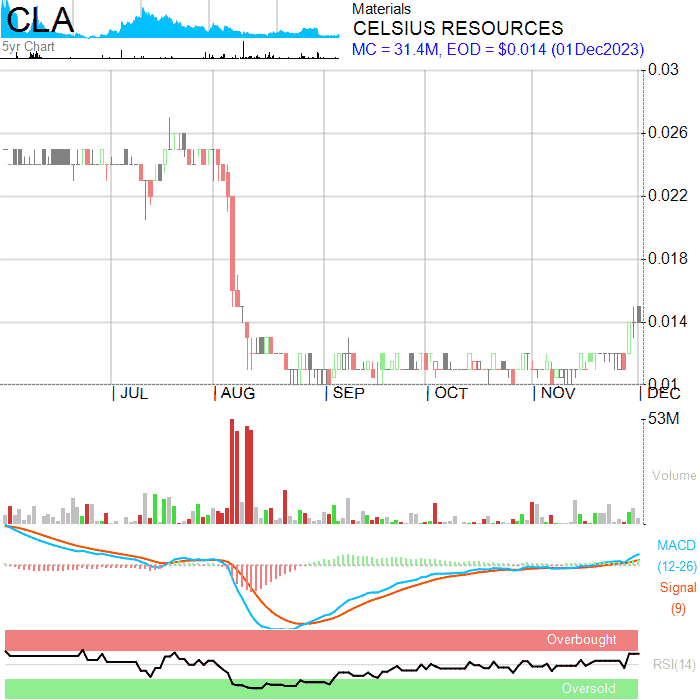 CLA
5yr Chart
Materials
CELSIUS RESOURCES
MC = 31.4M, EOD = $0.014 (01Dec2023)
0.03
0.026
0.022
0.018
0.014
0.01
JUL AUG SEP OCT NOV DEC
53M
Volume
MACD
(12-26)
Signal
(9)
Overbought
RSI(14)
Oversold